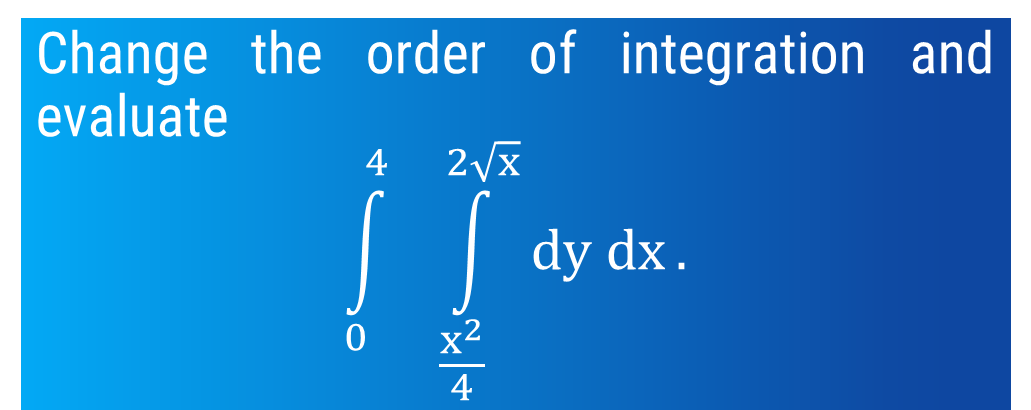 Change the order of integration and
evaluate
4 2√x
∫ ∫ dy dx .
0 x²
4